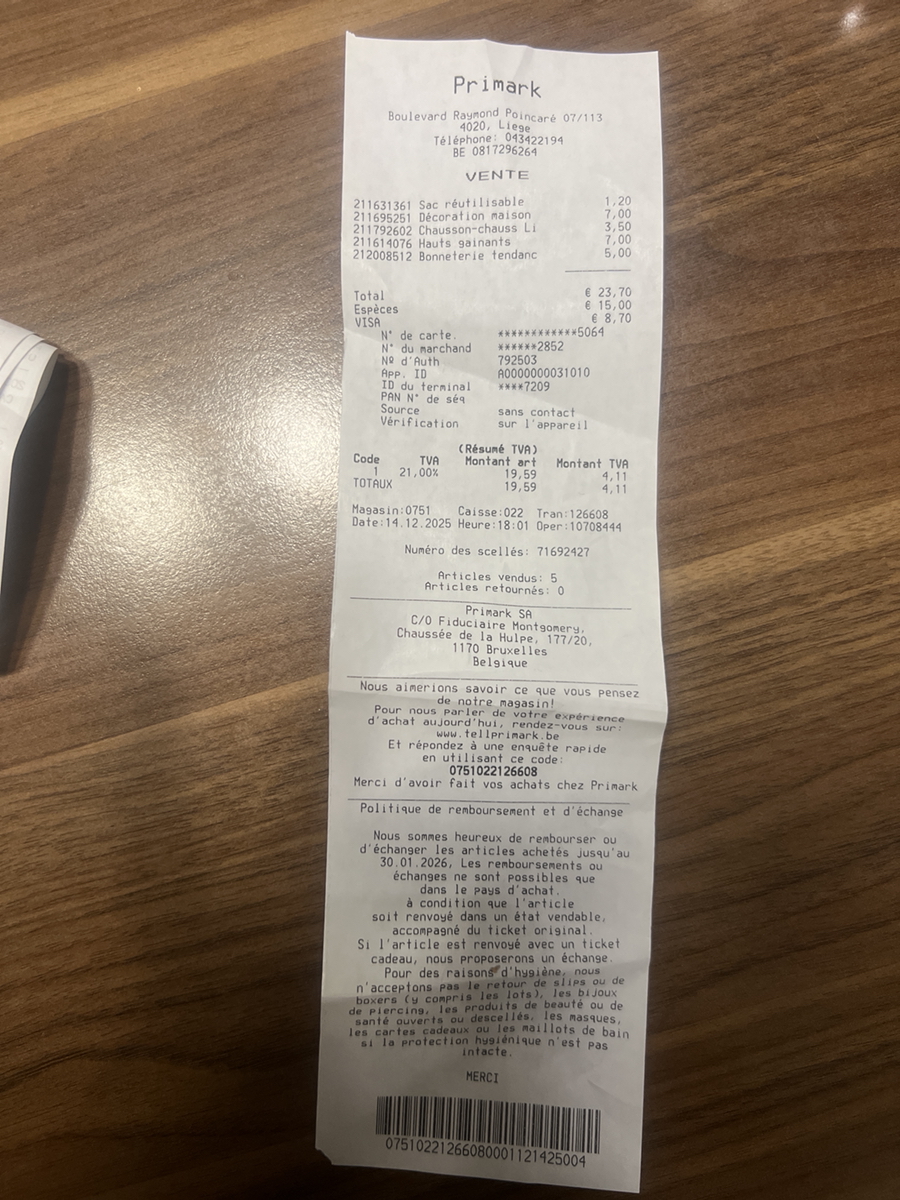 Primark
Boulevard Raymond Poincaré 07/113
4020, Liege
Téléphone: 043422194
BE 0817296264
VENTE
211631361 Sac réutilisable 1,20
211695251 Décoration maison 7,00
211792602 Chausson-chauss Li 3,50
211614076 Hauts gainants 7,00
212008512 Bonneterie tendanc 5,00
Total € 23,70
Espèces € 15,00
VISA € 8,70
N° de carte. ************5064
N° du marchand ******2852
Nº d'Auth 792503
App. ID A0000000031010
ID du terminal ****7209
PAN N° de séq
Source sans contact
Vérification sur l'appareil
(Résumé TVA)
Code TVA Montant art Montant TVA
1 21,00% 19,59 4,11
TOTAUX 19,59 4,11
Magasin:0751 Caisse:022 Tran:126608
Date:14.12.2025 Heure:18:01 Oper:10708444
Numéro des scellés: 71692427
Articles vendus: 5
Articles retournés: 0
Primark SA
C/O Fiduciaire Montgomery,
Chaussée de la Hulpe, 177/20,
1170 Bruxelles
Belgique
Nous aimerions savoir ce que vous pensez
de notre magasin!
Pour nous parler de votre expérience
d'achat aujourd'hui, rendez-vous sur:
www.tellprimark.be
Et répondez à une enquête rapide
en utilisant ce code:
0751022126608
Merci d'avoir fait vos achats chez Primark
Politique de remboursement et d'échange
Nous sommes heureux de rembourser ou
d'échanger les articles achetés jusqu'au
30.01.2026, Les remboursements ou
échanges ne sont possibles que
dans le pays d'achat.
à condition que l'article
soit renvoyé dans un état vendable,
accompagné du ticket original.
Si l'article est renvoyé avec un ticket
cadeau, nous proposerons un échange.
Pour des raisons d'hygiène, nous
n'acceptons pas le retour de slips ou de
boxers (y compris les lots), les bijoux
de piercing, les produits de beauté ou de
santé ouverts ou descellés, les masques,
les cartes cadeaux ou les maillots de bain
si la protection hygiénique n'est pas
intacte.
MERCI
07510221266080001121425004